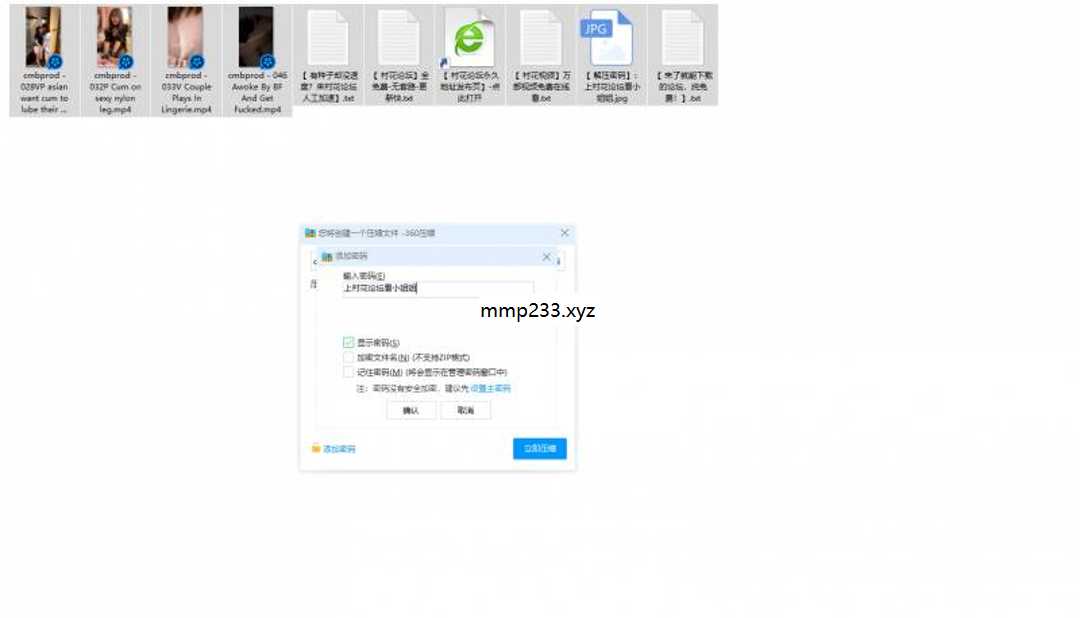 cmbprod -
028VP asian
want cum to
lube their ...
cmbprod -
032P Cum on
sexy nylon
leg.mp4
cmbprod -
033V Couple
Plays In
Lingerie.mp4
cmbprod - 046
Awoke By BF
And Get
Fucked.mp4
【 有种子却没速
度？来村花论坛
人工加速】.txt
【 村花论坛】全
免费-无套路-更
新快.txt
【 村花论坛永久
地址发布页】-点
此打开
【 村花视频】万
部视频免费在线
看.txt
JPG
【 解压密码】：
上村花论坛看小
姐姐.jpg
【 来了就能下载
的论坛，纯免
费！】.txt
您将创建一个压缩文件 -360压缩
添加密码
输入密码(E)
上村花论坛看小姐姐
mmp233.xyz
显示密码(S)
加密文件名(N) (不支持ZIP格式)
记住密码(M) (将会显示在管理密码窗口中)
注：密码没有安全加密，建议先 设置主密码
确认
取消
添加密码
立即压缩